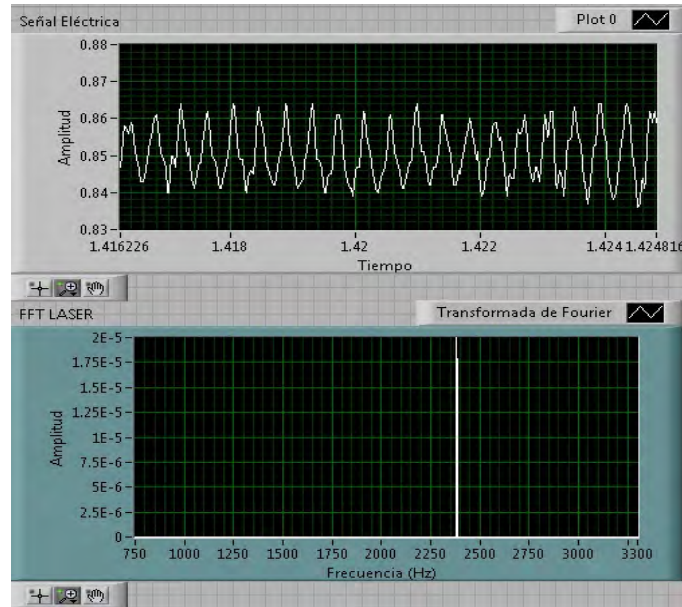 Señal Eléctrica
Plot 0
0.88
0.87
0.86
0.85
0.84
0.83
Amplitud
1.416226 1.418 1.42 1.422 1.424 1.424816
Tiempo
FFT LASER
Transformada de Fourier
2E-5
1.75E-5
1.5E-5
1.25E-5
1E-5
7.5E-6
5E-6
2.5E-6
0
Amplitud
750 1000 1250 1500 1750 2000 2250 2500 2750 3000 3300
Frecuencia (Hz)